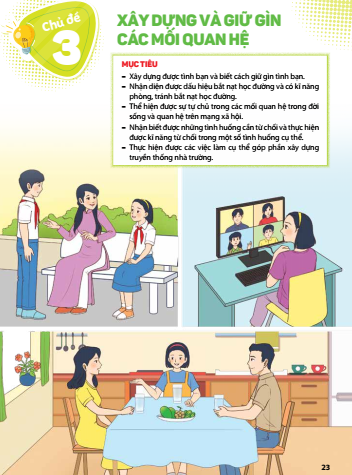 Chủ đề
3
XÂY DỰNG VÀ GIỮ GÌN
CÁC MỐI QUAN HỆ
MỤC TIÊU
– Xây dựng được tình bạn và biết cách giữ gìn tình bạn.
– Nhận diện được dấu hiệu bắt nạt học đường và có kĩ năng
phòng, tránh bắt nạt học đường.
– Thể hiện được sự tự chủ trong các mối quan hệ trong đời
sống và quan hệ trên mạng xã hội.
– Nhận biết được những tình huống cần từ chối và thực hiện
được kĩ năng từ chối trong một số tình huống cụ thể.
– Thực hiện được các việc làm cụ thể góp phần xây dựng
truyền thống nhà trường.
23